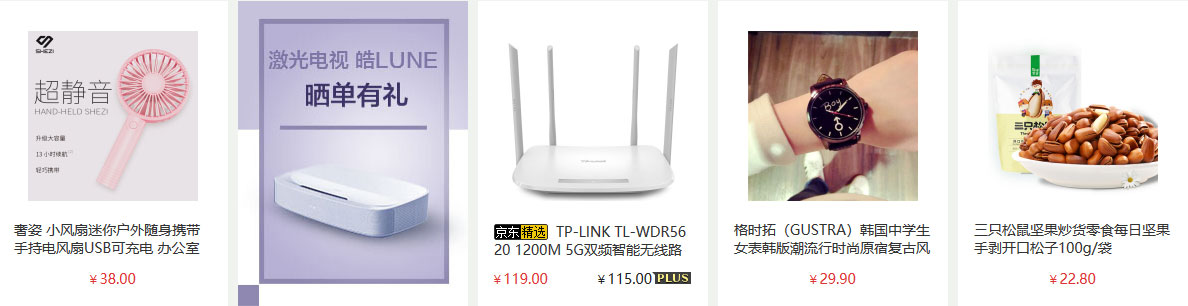 SHEZI
超静音
HAND-HELD SHEZI
升级大容量
13 小时续航
轻巧携带
奢姿 小风扇迷你户外随身携带
手持电风扇USB可充电 办公室
￥38.00
激光电视 皓LUNE
晒单有礼
京东精选 TP-LINK TL-WDR56
20 1200M 5G双频智能无线路
￥119.00 ￥115.00 PLUS
Boy
格时拓（GUSTRA）韩国中学生
女表韩版潮流行时尚原宿复古风
￥29.90
三只松
三只松鼠坚果炒货零食每日坚果
手剥开口松子100g/袋
￥22.80